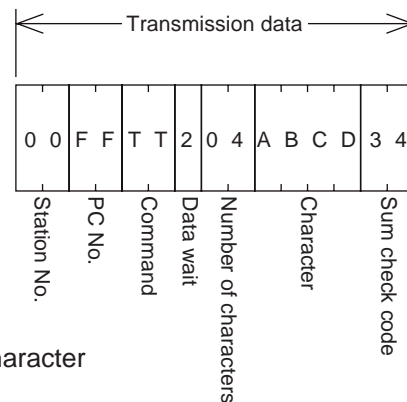 Transmission data
0 0 F F T T 2 0 4 A B C D 3 4
Station No.
PC No.
Command
Data wait
Number of characters
Character
Sum check code